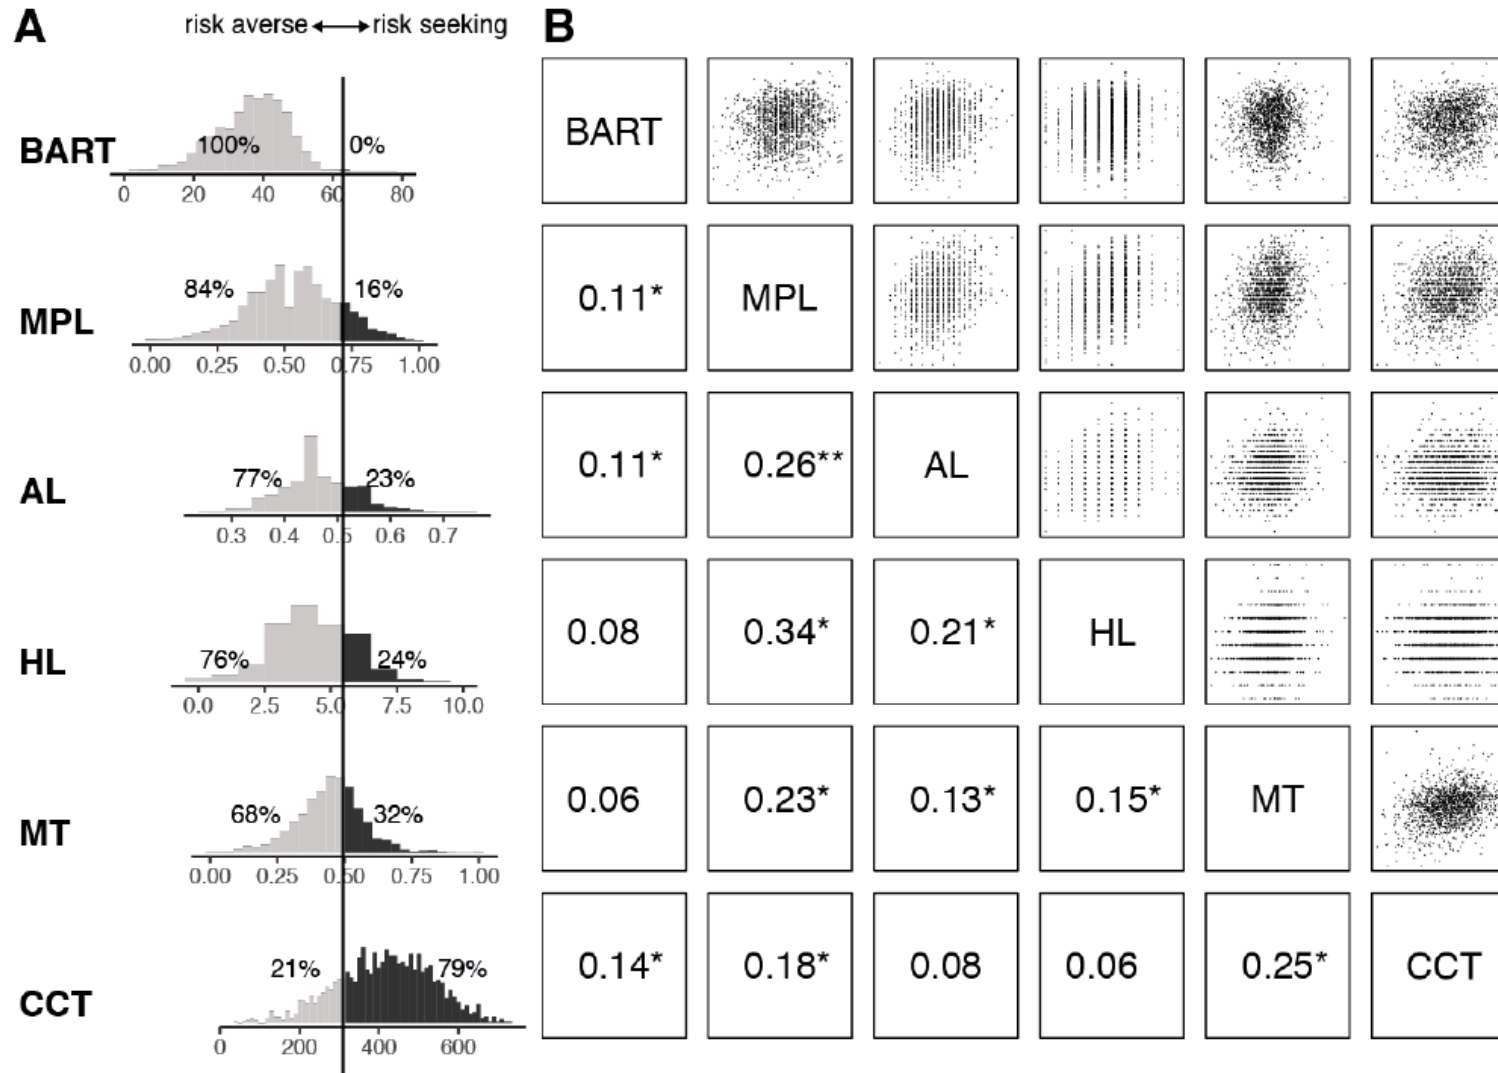 A
risk averse ↔ risk seeking
BART
100%
0%
0 20 40 60 80
MPL
84%
16%
0.00 0.25 0.50 0.75 1.00
AL
77%
23%
0.3 0.4 0.5 0.6 0.7
HL
76%
24%
0.0 2.5 5.0 7.5 10.0
MT
68%
32%
0.00 0.25 0.50 0.75 1.00
CCT
21%
79%
0 200 400 600
B
BART
0.11* MPL
0.11* 0.26** AL
0.08 0.34* 0.21* HL
0.06 0.23* 0.13* 0.15* MT
0.14* 0.18* 0.08 0.06 0.25* CCT